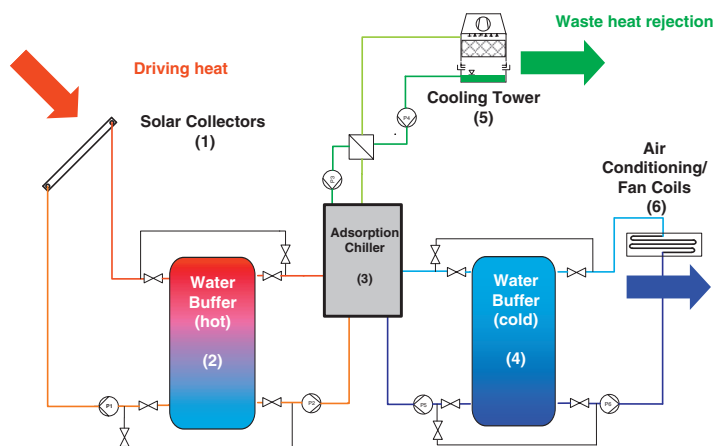 Waste heat rejection
Driving heat
Cooling Tower
(5)
Solar Collectors
(1)
P4
P3
Air
Conditioning/
Fan Coils
(6)
Adsorption
Chiller
(3)
Water
Buffer
(hot)
(2)
Water
Buffer
(cold)
(4)
P1
P2
P5
P6